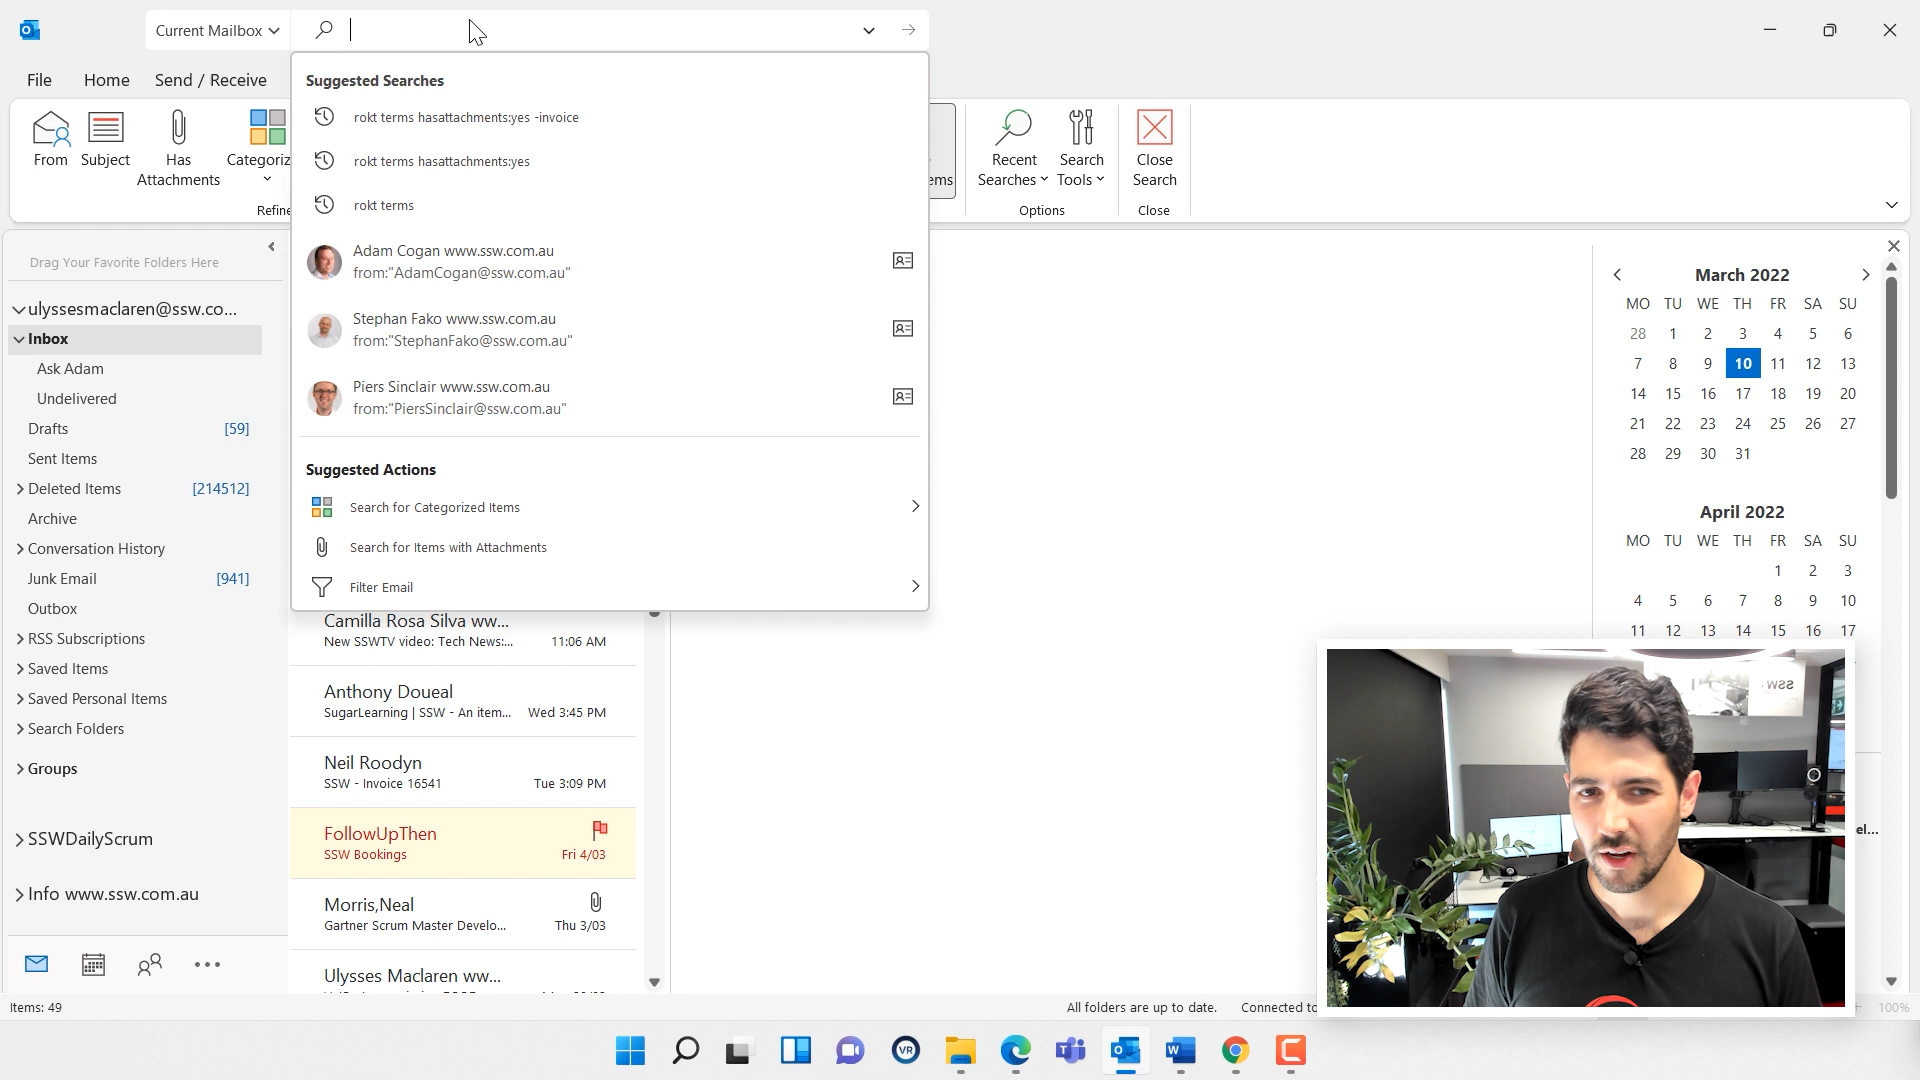 Current Mailbox
File Home Send / Receive
From
Subject
Has
Attachments
Categoriz
Refine
ems
Recent
Searches
Search
Tools
Options
Close
Search
Close
Suggested Searches
rokt terms hasattachments:yes -invoice
rokt terms hasattachments:yes
rokt terms
Adam Cogan www.ssw.com.au
from:"AdamCogan@ssw.com.au"
Stephan Fako www.ssw.com.au
from:"StephanFako@ssw.com.au"
Piers Sinclair www.ssw.com.au
from:"PiersSinclair@ssw.com.au"
Suggested Actions
Search for Categorized Items
Search for Items with Attachments
Filter Email
Drag Your Favorite Folders Here
ulyssesmaclaren@ssw.co...
Inbox
Ask Adam
Undelivered
Drafts [59]
Sent Items
Deleted Items [214512]
Archive
Conversation History
Junk Email [941]
Outbox
RSS Subscriptions
Saved Items
Saved Personal Items
Search Folders
Groups
SSWDailyScrum
Info www.ssw.com.au
Camilla Rosa Silva ww...
New SSWTV video: Tech News:... 11:06 AM
Anthony Doueal
SugarLearning | SSW - An item... Wed 3:45 PM
Neil Roodyn
SSW - Invoice 16541 Tue 3:09 PM
FollowUpThen
SSW Bookings Fri 4/03
Morris,Neal
Gartner Scrum Master Develo... Thu 3/03
Ulysses Maclaren ww...
March 2022
MO TU WE TH FR SA SU
28 1 2 3 4 5 6
7 8 9 10 11 12 13
14 15 16 17 18 19 20
21 22 23 24 25 26 27
28 29 30 31
April 2022
MO TU WE TH FR SA SU
1 2 3
4 5 6 7 8 9 10
11 12 13 14 15 16 17
el...
ssw
Items: 49
All folders are up to date. Connected to
100%
VR